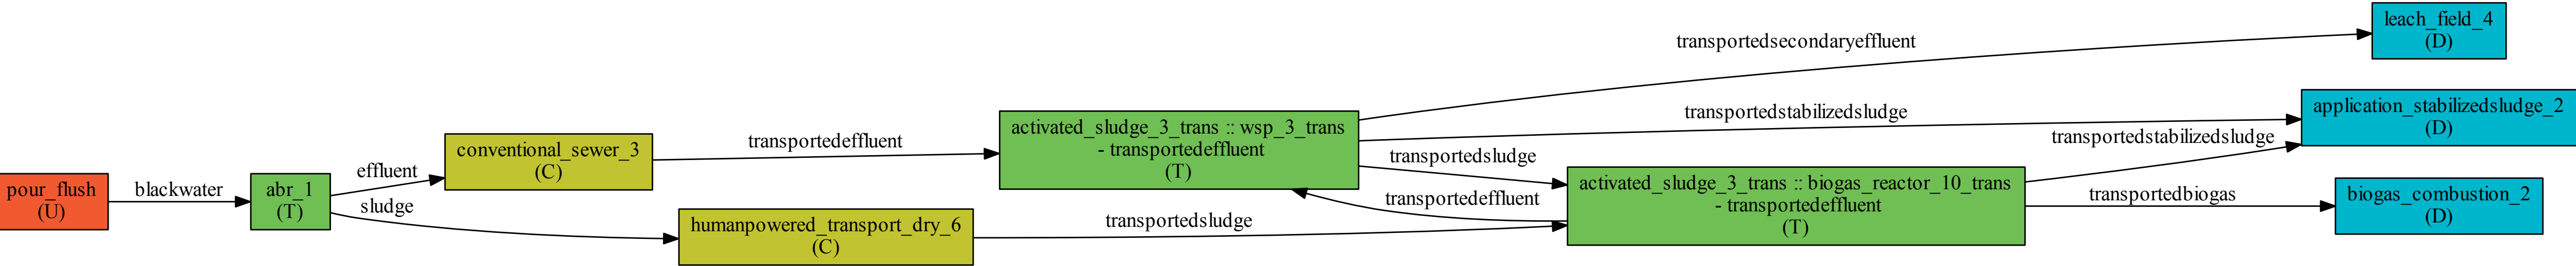 pour_flush
(U)
blackwater
abr_1
(T)
effluent
sludge
conventional_sewer_3
(C)
humanpowered_transport_dry_6
(C)
transportedeffluent
transportedsludge
activated_sludge_3_trans :: wsp_3_trans
- transportedeffluent
(T)
transportedsludge
transportedeffluent
activated_sludge_3_trans :: biogas_reactor_10_trans
- transportedeffluent
(T)
transportedsecondaryeffluent
transportedstabilizedsludge
transportedstabilizedsludge
transportedbiogas
leach_field_4
(D)
application_stabilizedsludge_2
(D)
biogas_combustion_2
(D)